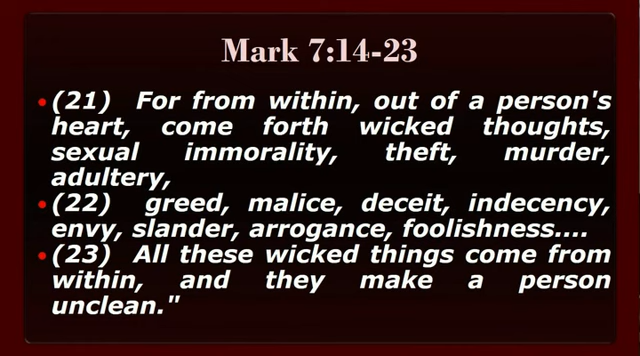 Mark 7:14-23
•(21) For from within, out of a person's
heart, come forth wicked thoughts,
sexual immorality, theft, murder,
adultery,
•(22) greed, malice, deceit, indecency,
envy, slander, arrogance, foolishness....
•(23) All these wicked things come from
within, and they make a person
unclean."